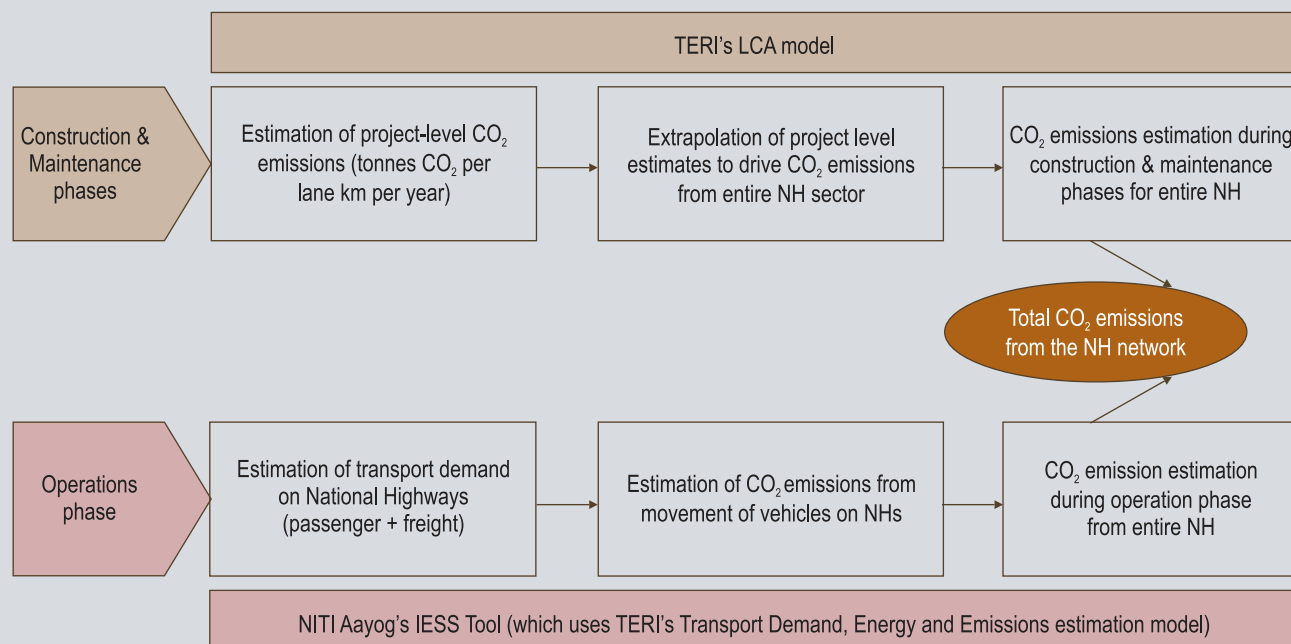 TERI's LCA model
Construction &
Maintenance
phases
Estimation of project-level CO₂
emissions (tonnes CO₂ per
lane km per year)
Extrapolation of project level
estimates to drive CO₂ emissions
from entire NH sector
CO₂ emissions estimation during
construction & maintenance
phases for entire NH
Total CO₂ emissions
from the NH network
Operations
phase
Estimation of transport demand
on National Highways
(passenger + freight)
Estimation of CO₂ emissions from
movement of vehicles on NHs
CO₂ emission estimation
during operation phase
from entire NH
NITI Aayog's IESS Tool (which uses TERI's Transport Demand, Energy and Emissions estimation model)